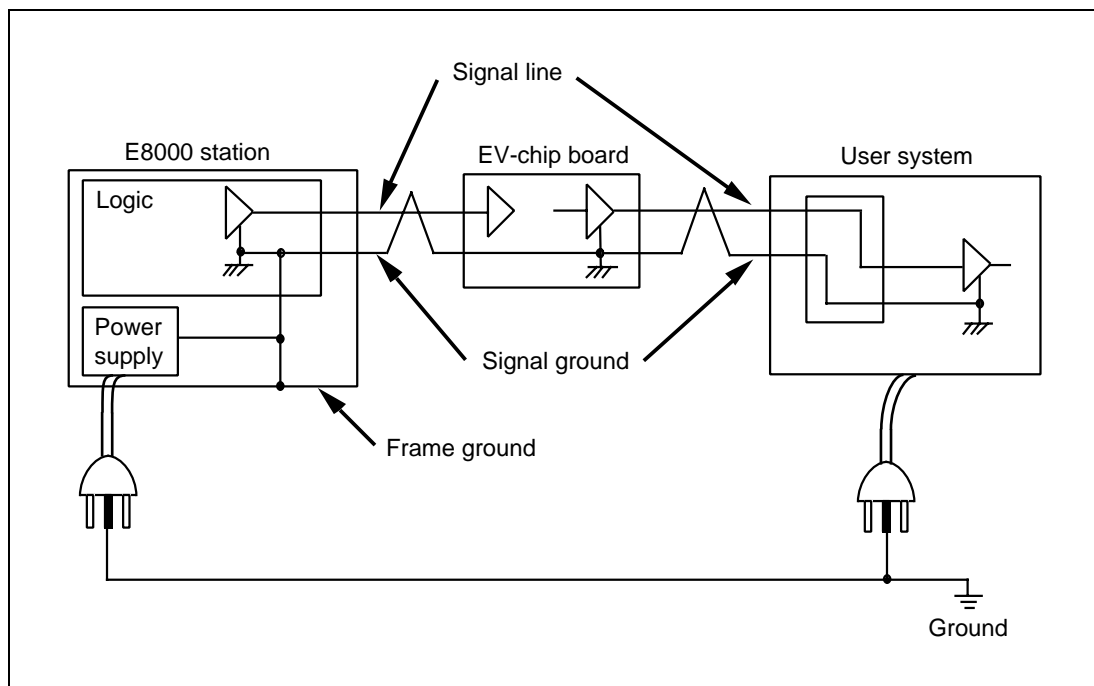 Signal line
E8000 station
EV-chip board
User system
Logic
Power
supply
Signal ground
Frame ground
Ground